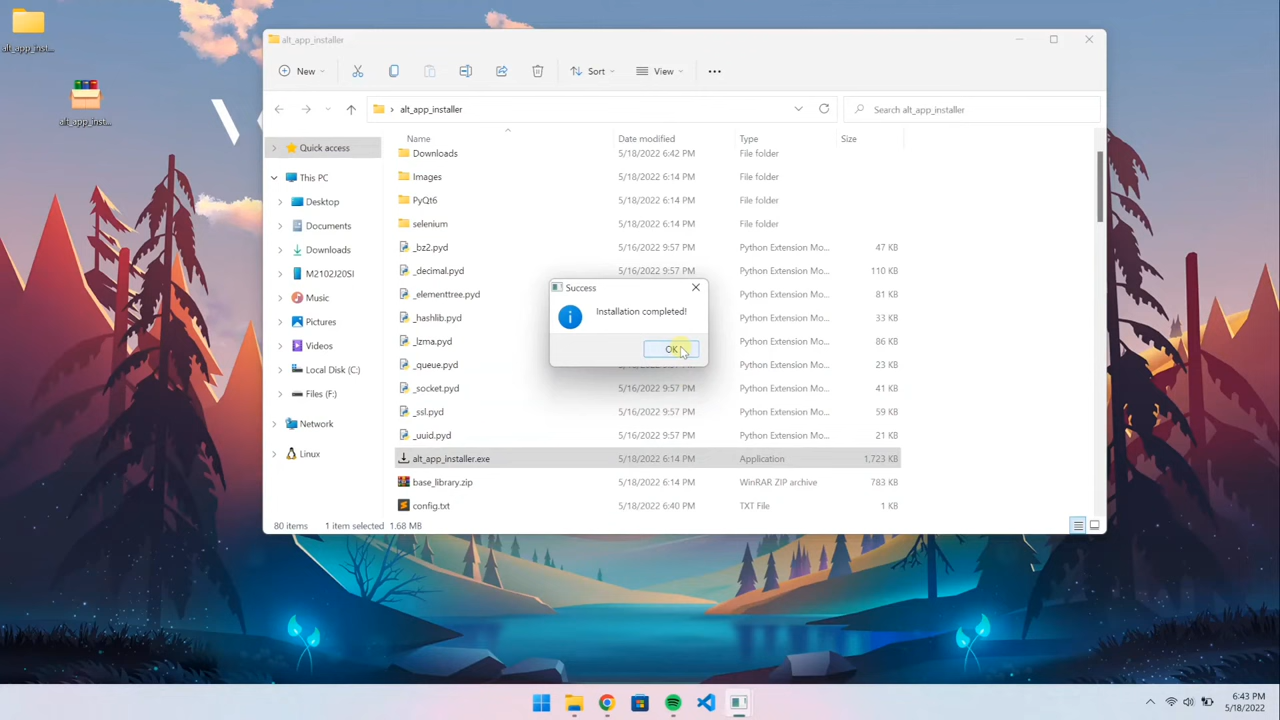 alt_app_inst...
alt_app_inst...
alt_app_installer
New
Sort
View
alt_app_installer
Search alt_app_installer
Name
Date modified
Type
Size
Quick access
This PC
Desktop
Documents
Downloads
M2102J20SI
Music
Pictures
Videos
Local Disk (C:)
Files (F:)
Network
Linux
Downloads 5/18/2022 6:42 PM File folder
Images 5/18/2022 6:14 PM File folder
PyQt6 5/18/2022 6:14 PM File folder
selenium 5/18/2022 6:14 PM File folder
_bz2.pyd 5/16/2022 9:57 PM Python Extension Mo... 47 KB
_decimal.pyd 5/16/2022 9:57 PM Python Extension Mo... 110 KB
_elementtree.pyd 5/16/2022 9:57 PM Python Extension Mo... 81 KB
_hashlib.pyd Python Extension Mo... 33 KB
_lzma.pyd Python Extension Mo... 86 KB
_queue.pyd Python Extension Mo... 23 KB
_socket.pyd 5/16/2022 9:57 PM Python Extension Mo... 41 KB
_ssl.pyd 5/16/2022 9:57 PM Python Extension Mo... 59 KB
_uuid.pyd 5/16/2022 9:57 PM Python Extension Mo... 21 KB
alt_app_installer.exe 5/18/2022 6:14 PM Application 1,723 KB
base_library.zip 5/18/2022 6:14 PM WinRAR ZIP archive 783 KB
config.txt 5/18/2022 6:40 PM TXT File 1 KB
Success
Installation completed!
OK
80 items 1 item selected 1.68 MB
6:43 PM
5/18/2022